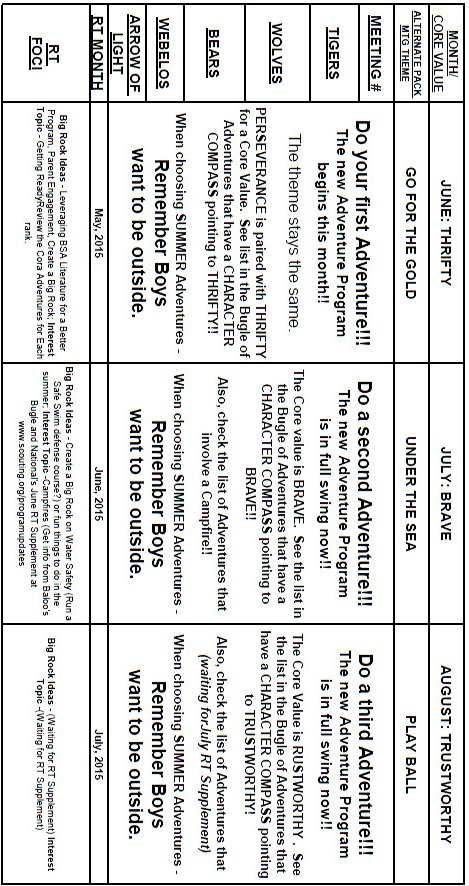 MONTH/
CORE VALUE
JUNE: THRIFTY
JULY: BRAVE
AUGUST: TRUSTWORTHY
ALTERNATE PACK
MTG THEME
GO FOR THE GOLD
UNDER THE SEA
PLAY BALL
MEETING #
TIGERS
WOLVES
BEARS
WEBELOS
ARROW OF
LIGHT
Do your first Adventure!!!
The new Adventure Program
begins this month!!
The theme stays the same.
PERSEVERANCE is paired with THRIFTY
for a Core Value. See list in the Bugle of
Adventures that have a CHARACTER
COMPASS pointing to THRIFTY!!
When choosing SUMMER Adventures -
Remember Boys
want to be outside.
Do a second Adventure!!!
The new Adventure Program
is in full swing now!!
The Core value is BRAVE. See the list in
the Bugle of Adventures that have a
CHARACTER COMPASS pointing to
BRAVE!!
Also, check the list of Adventures that
involve a Campfire!!
When choosing SUMMER Adventures -
Remember Boys
want to be outside.
Do a third Adventure!!!
The new Adventure Program
is in full swing now!!
The Core Value is RUSTWORTHY . See
the list in the Bugle of Adventures that
have a CHARACTER COMPASS pointing
to TRUSTWORTHY!
Also, check the list of Adventures that
(waiting forJuly RT Supplement)
When choosing SUMMER Adventures -
Remember Boys
want to be outside.
RT MONTH
May, 2015
June, 2015
July, 2015
RT
FOCI
Big Rock Ideas - Leveraging BSA Literature for a Better
Program, Parent Engagement, Create a Big Rock; Interest
Topic - Getting ReadyReview the Cora Adventures for Each
rank.
Big Rock Ideas - Create a Big Rock on Water Safety (Run a
Safe Swim defense course?) or fun things to do in the
summer; Interest Topic -Campfires (Get info from Baloo's
Bugle and National's June RT Supplement at
www.scouting.org/programupdates
Big Rock Ideas - (Waiting for RT Supplement) Interest
Topic -(Waiting for RT Supplement)